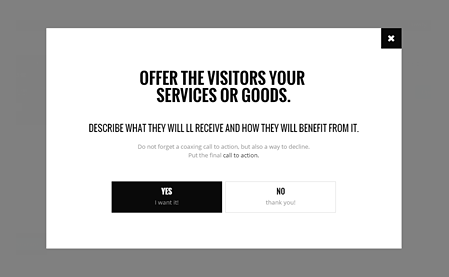 OFFER THE VISITORS YOUR
SERVICES OR GOODS.
DESCRIBE WHAT THEY WILL LL RECEIVE AND HOW THEY WILL BENEFIT FROM IT.
Do not forget a coaxing call to action, but also a way to decline.
Put the final call to action.
YES
I want it!
NO
thank you!